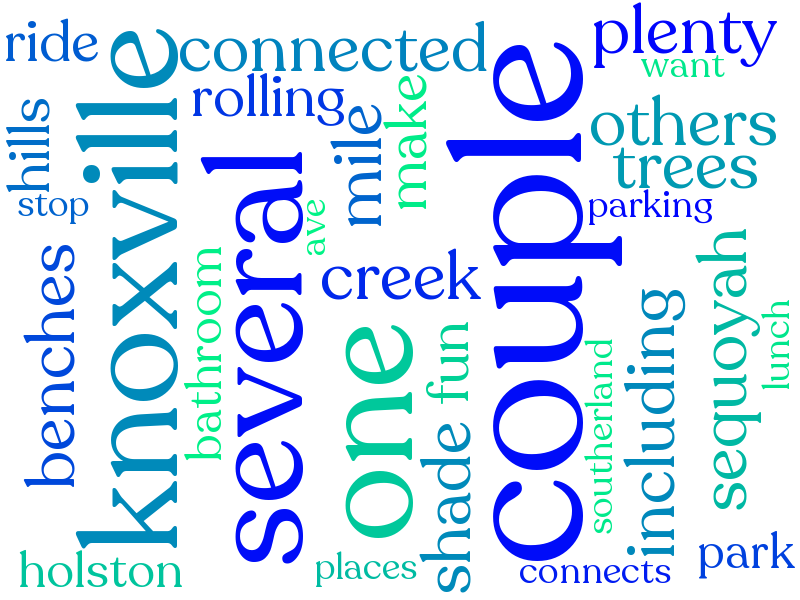 ride
knoxville
connected
couple
plenty
want
rolling
hills
mile
make
others
trees
stop
several
ave
parking
benches
bathroom
creek
sequoyah
one
fun
including
lunch
southerland
shade
holston
places
connects
park